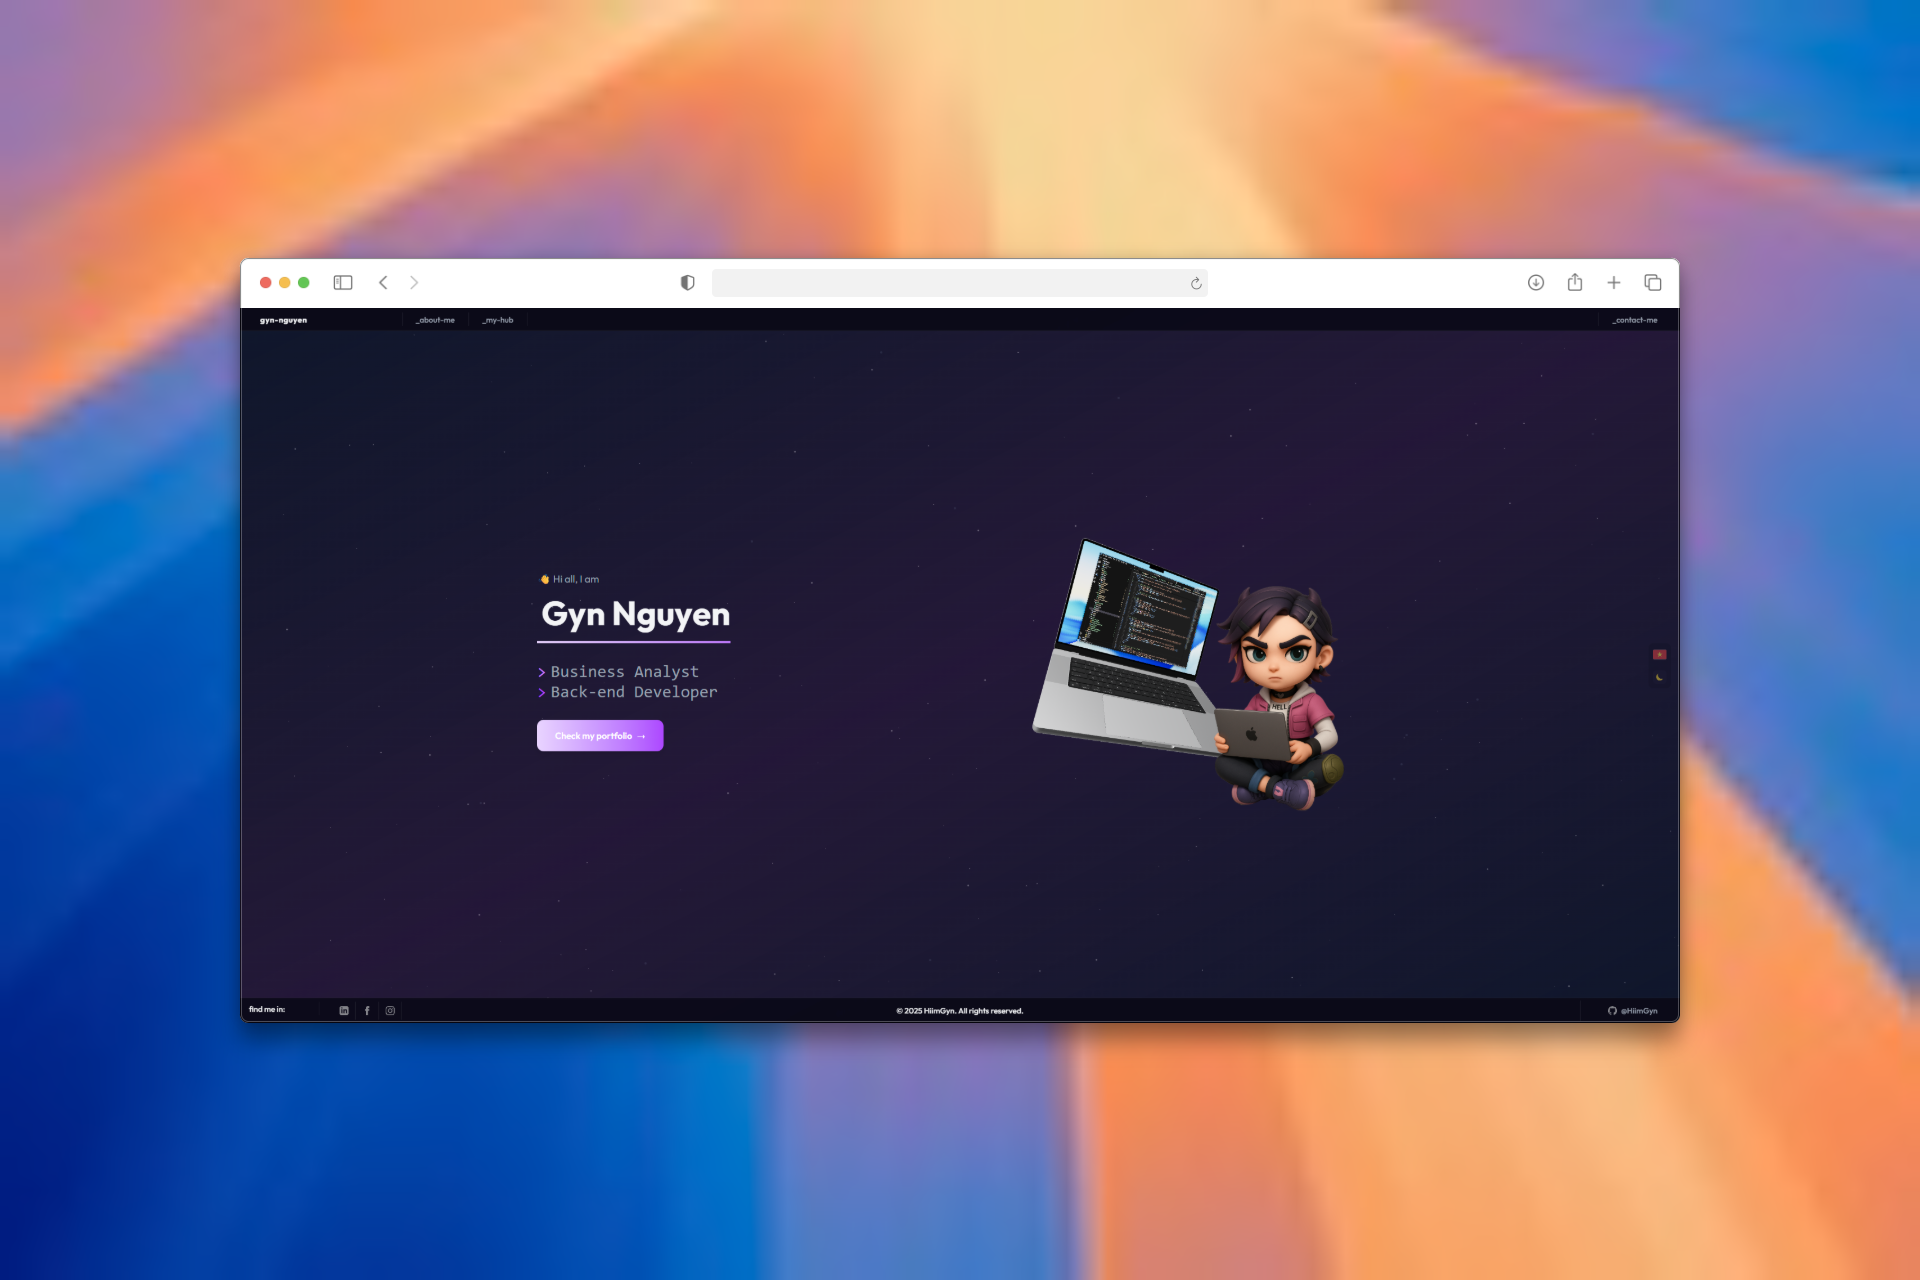 gyn-nguyen
_about-me
_my-hub
_contact-me
👋 Hi all, I am
Gyn Nguyen
> Business Analyst
> Back-end Developer
Check my portfolio →
HELL
find me in:
© 2025 HiimGyn. All rights reserved.
@HiimGyn